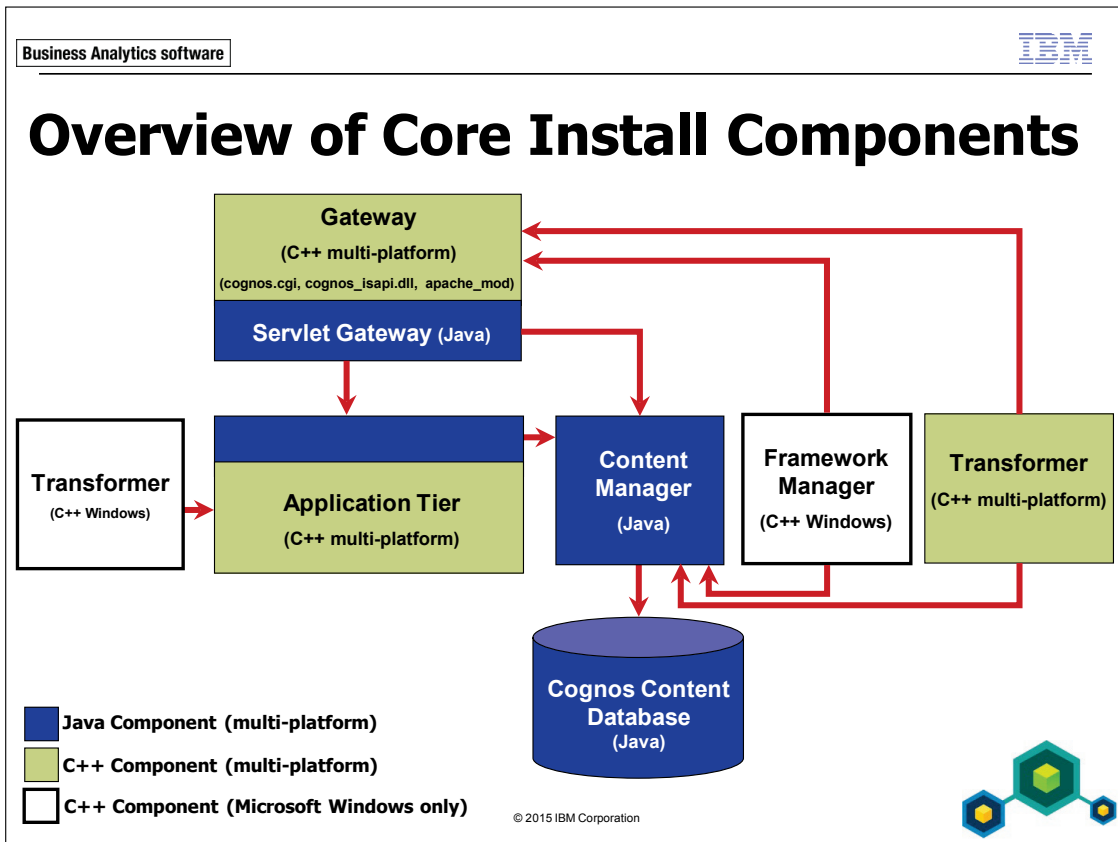 Business Analytics software
IBM
Overview of Core Install Components
Gateway
(C++ multi-platform)
(cognos.cgi, cognos_isapi.dll, apache_mod)
Servlet Gateway (Java)
Transformer
(C++ Windows)
Application Tier
(C++ multi-platform)
Content
Manager
(Java)
Framework
Manager
(C++ Windows)
Transformer
(C++ multi-platform)
Cognos Content
Database
(Java)
Java Component (multi-platform)
C++ Component (multi-platform)
C++ Component (Microsoft Windows only)
© 2015 IBM Corporation